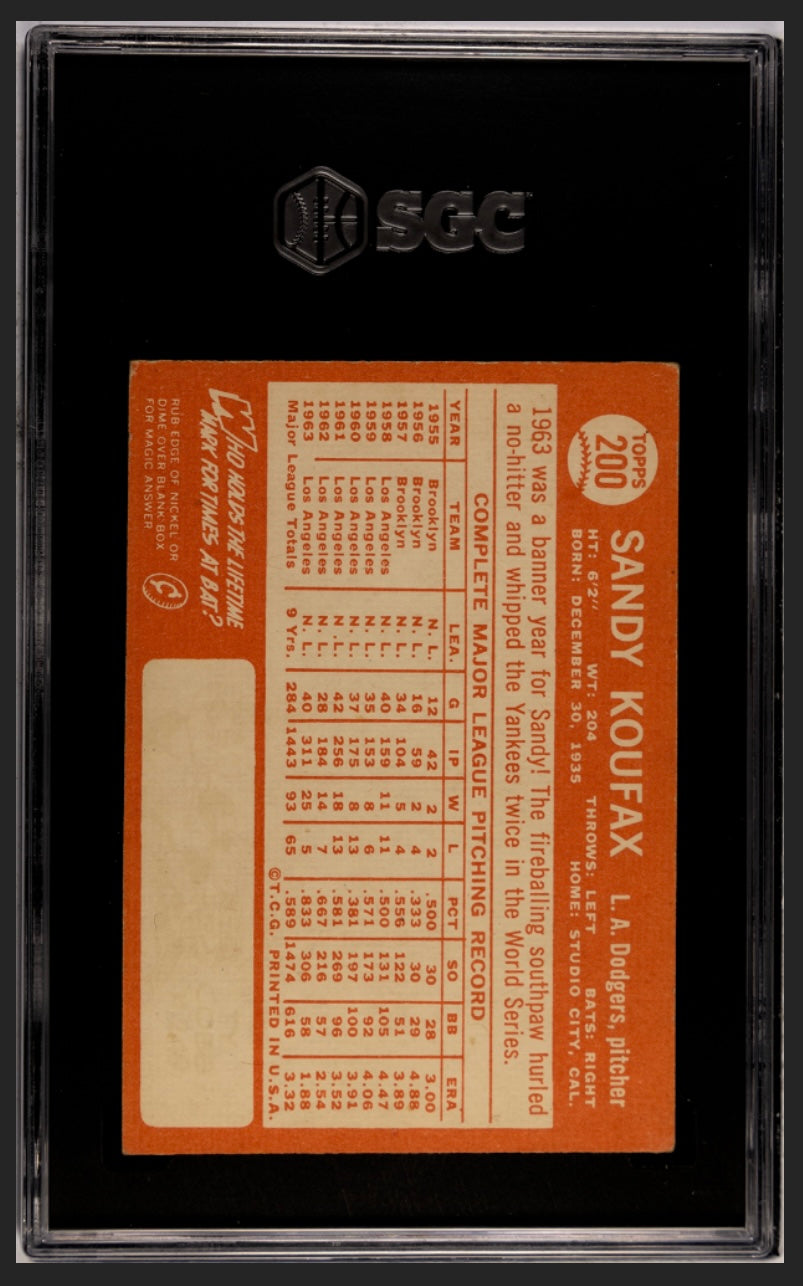 SGC
TOPPS
200
SANDY KOUFAX L. A. Dodgers, pitcher
HT: 6'2" WT: 204 THROWS: LEFT BATS: RIGHT
BORN: DECEMBER 30, 1935 HOME: STUDIO CITY, CAL.
1963 was a banner year for Sandy! The fireballing southpaw hurled
a no-hitter and whipped the Yankees twice in the World Series.
COMPLETE MAJOR LEAGUE PITCHING RECORD
YEAR TEAM LEA. G IP W L PCT SO BB ERA
1955 Brooklyn N. L. 12 42 2 2 .500 30 28 3.00
1956 Brooklyn N. L. 16 59 2 4 .333 30 29 4.88
1957 Brooklyn N. L. 34 104 5 4 .556 122 51 3.89
1958 Los Angeles N. L. 40 159 11 11 .500 131 105 4.47
1959 Los Angeles N. L. 35 153 8 6 .571 173 92 4.06
1960 Los Angeles N. L. 37 175 8 13 .381 197 100 3.91
1961 Los Angeles N. L. 42 256 18 13 .581 269 96 3.52
1962 Los Angeles N. L. 28 184 14 7 .667 216 57 2.54
1963 Los Angeles N. L. 40 311 25 5 .833 306 58 1.88
Major League Totals 9 Yrs. 284 1443 93 65 .589 1474 616 3.32
©T.C.G. PRINTED IN U.S.A.
WHO HOLDS THE LIFETIME
MARK FOR TIMES AT BAT?
RUB EDGE OF NICKEL OR
DIME OVER BLANK BOX
FOR MAGIC ANSWER